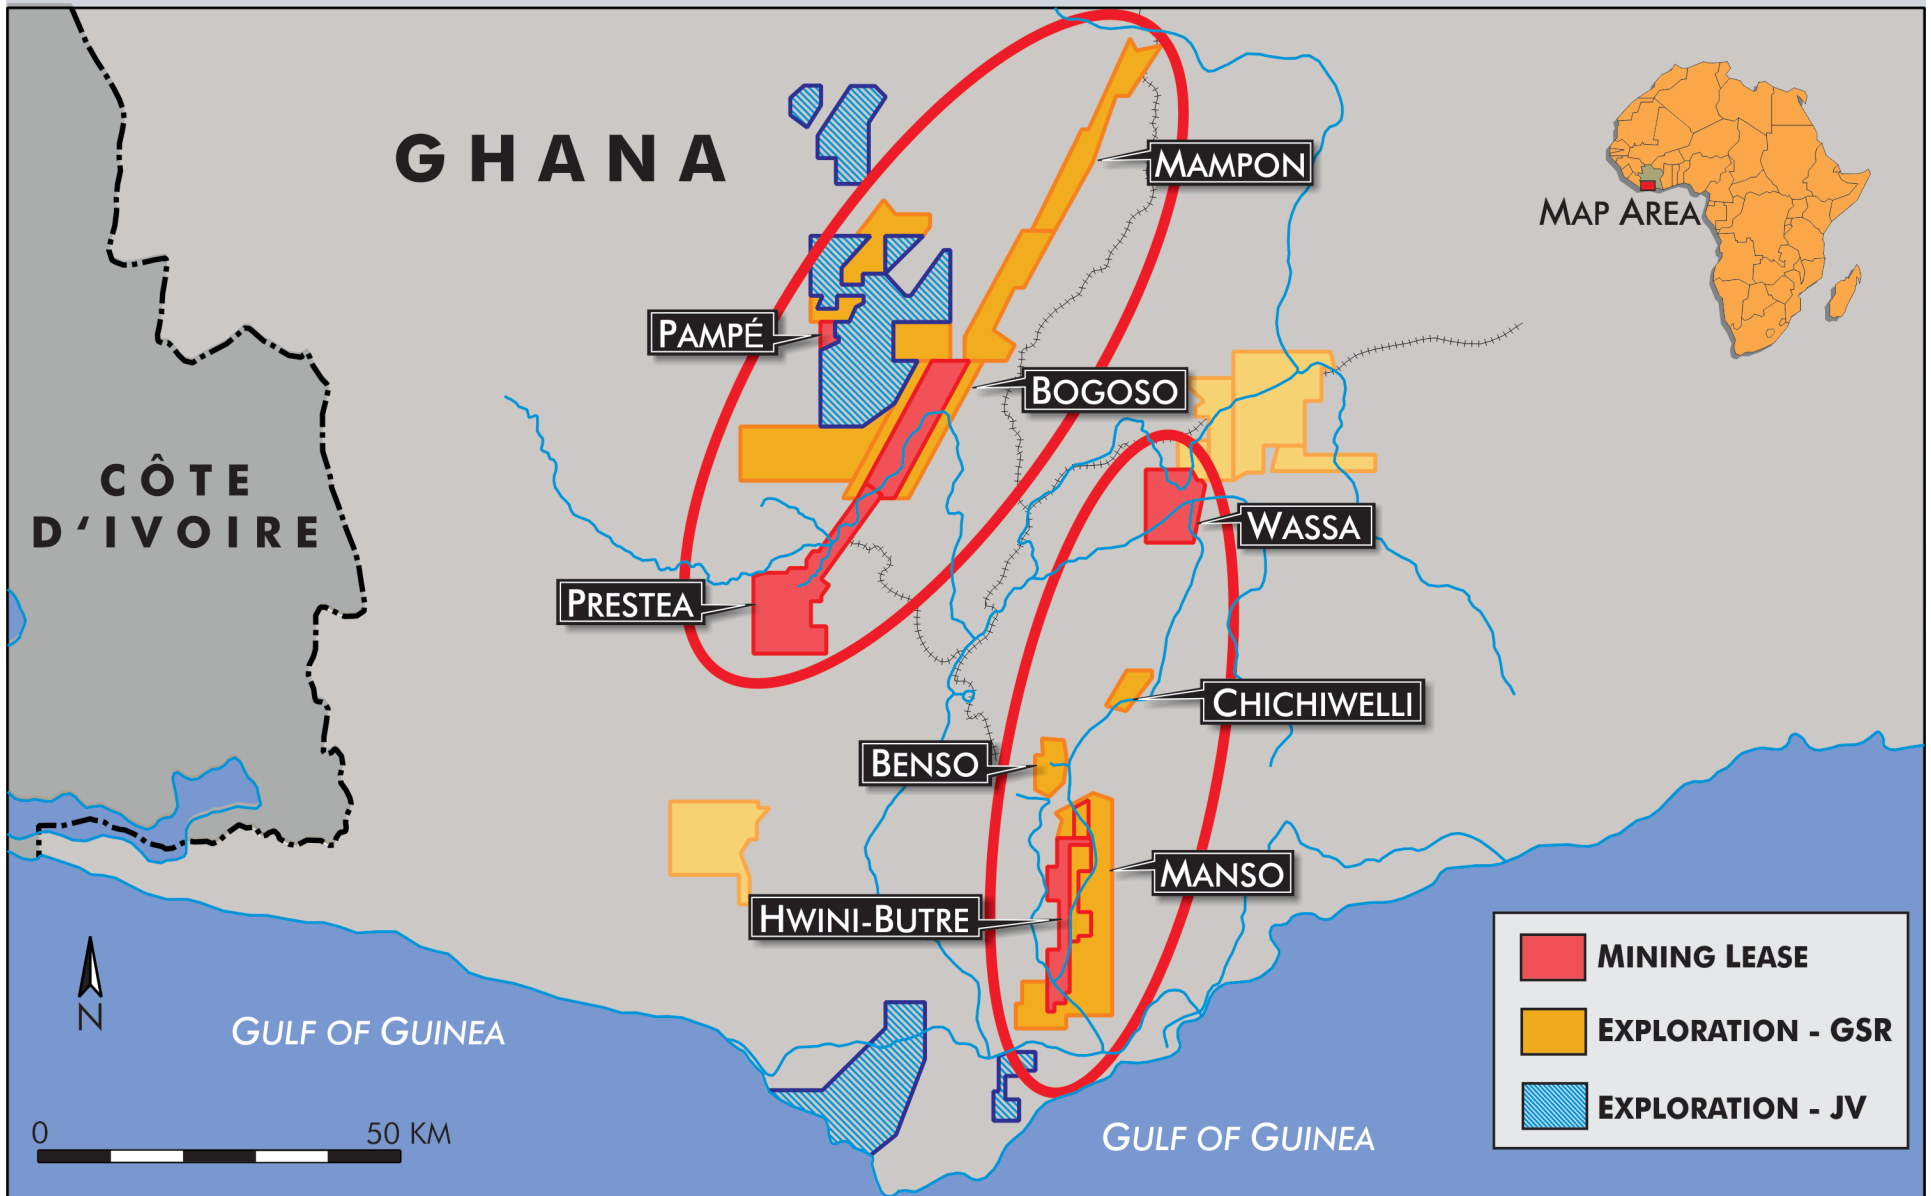 GHANA
MAMPON
MAP AREA
PAMPÉ
BOGOSO
CÔTE
D'IVOIRE
WASSA
PRESTEA
CHICHIWELLI
BENSO
MANSO
HWINI-BUTRE
N
GULF OF GUINEA
0 50 KM
GULF OF GUINEA
MINING LEASE
EXPLORATION - GSR
EXPLORATION - JV